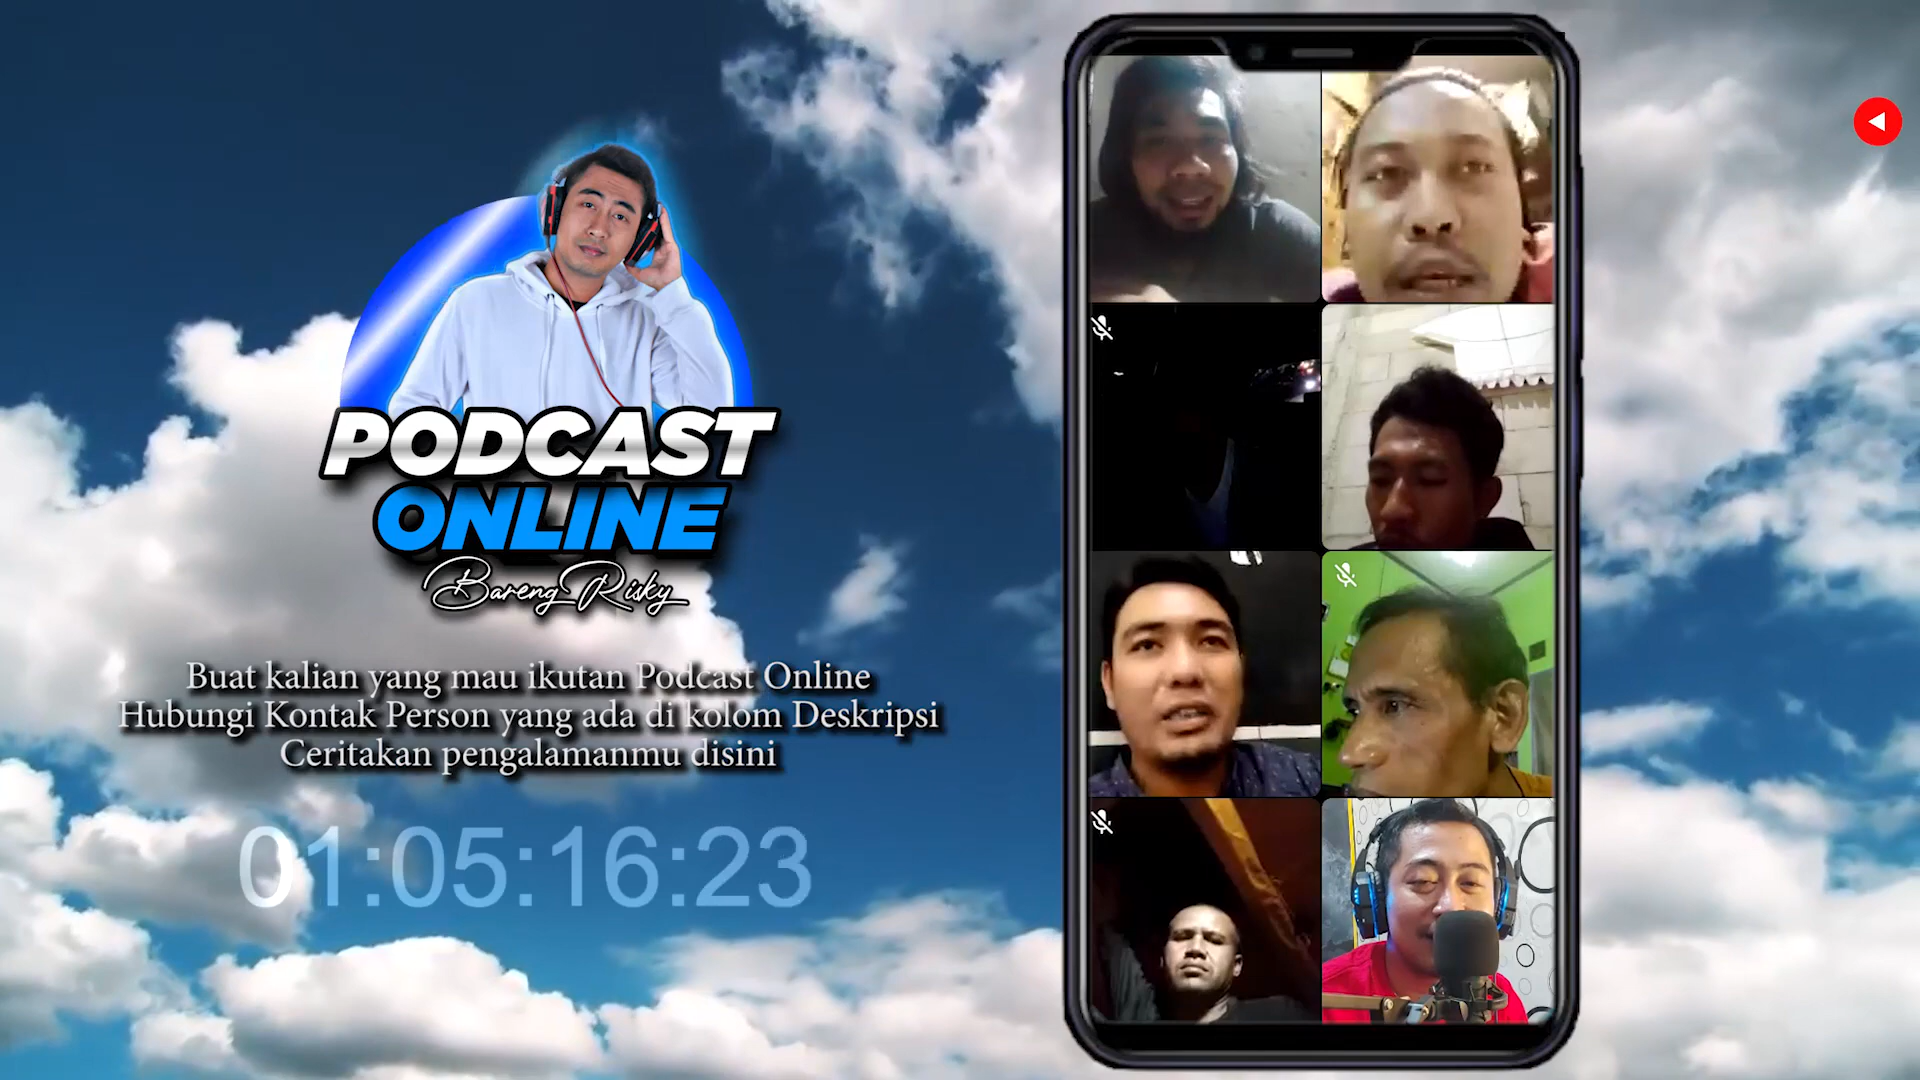 PODCAST
ONLINE
Bareng Risky
Buat kalian yang mau ikutan Podcast Online
Hubungi Kontak Person yang ada di kolom Deskripsi
Ceritakan pengalamanmu disini
01:05:16:23